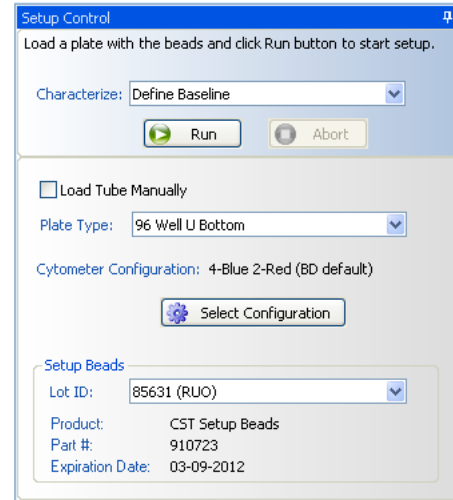 Setup Control
Load a plate with the beads and click Run button to start setup.
Characterize: Define Baseline
Run Abort
Load Tube Manually
Plate Type: 96 Well U Bottom
Cytometer Configuration: 4-Blue 2-Red (BD default)
Select Configuration
Setup Beads
Lot ID: 85631 (RUO)
Product: CST Setup Beads
Part #: 910723
Expiration Date: 03-09-2012